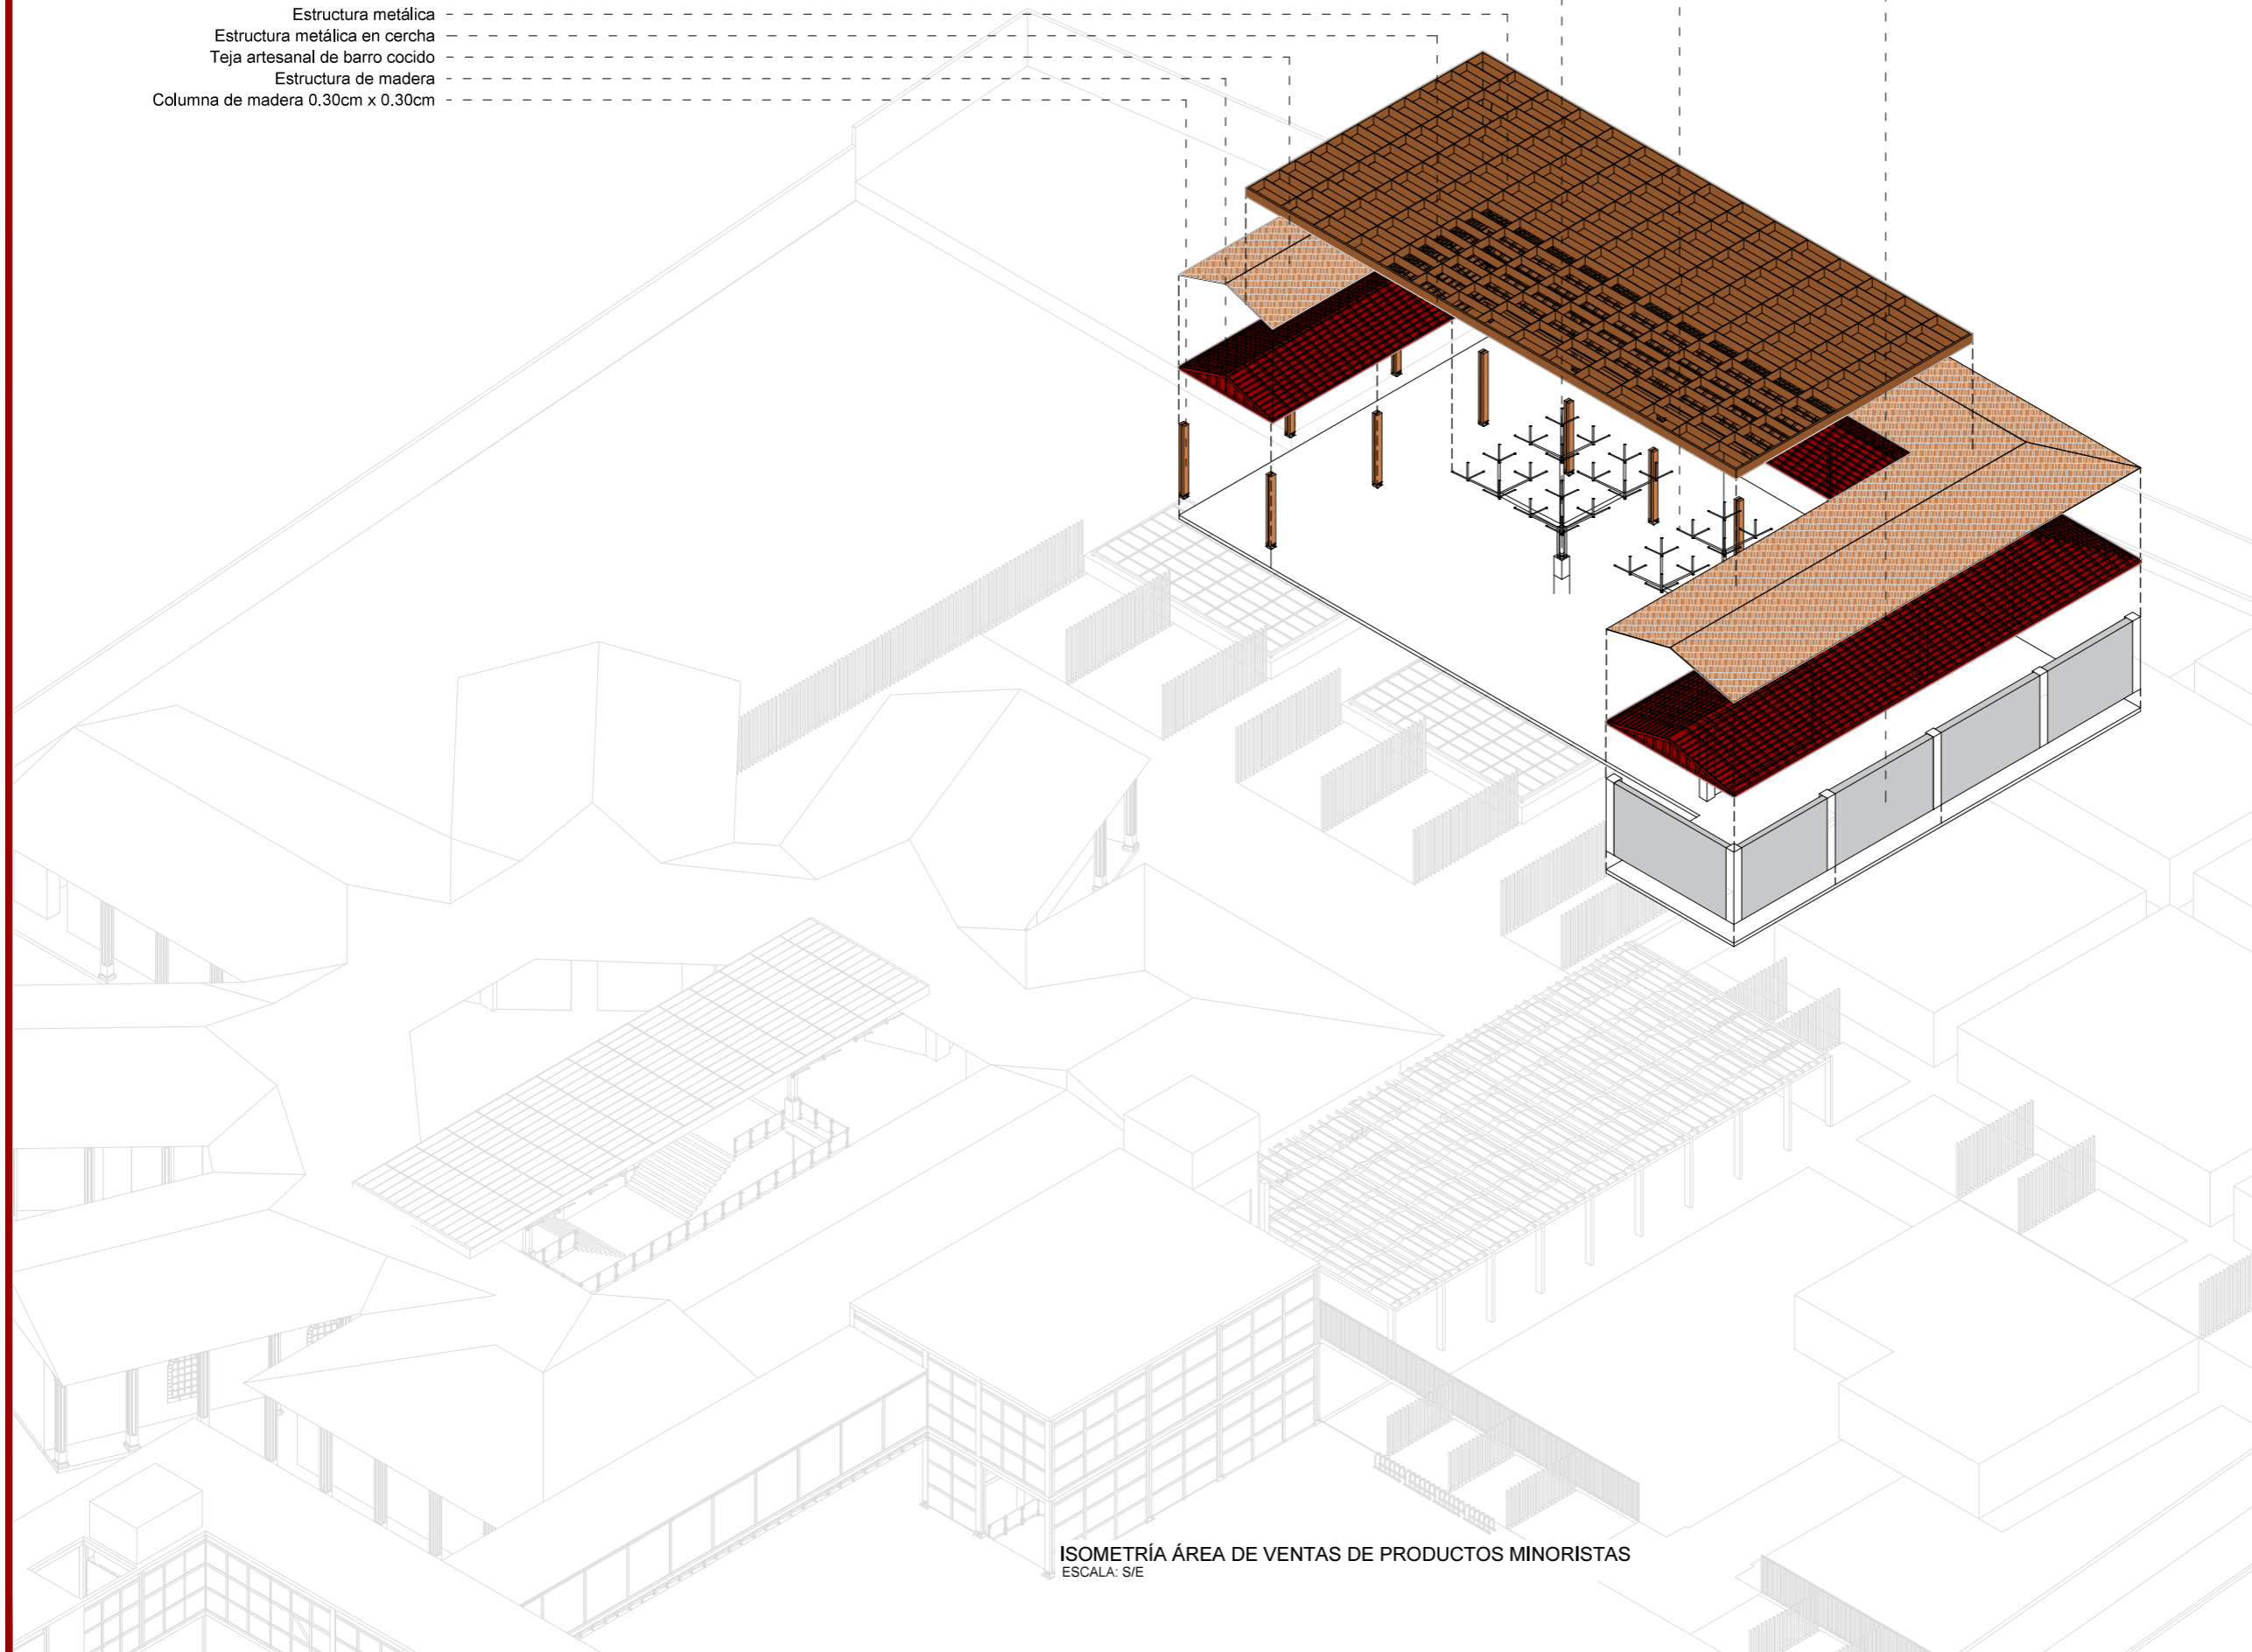 Estructura metálica
Estructura metálica en cercha
Teja artesanal de barro cocido
Estructura de madera
Columna de madera 0.30cm x 0.30cm
ISOMETRÍA ÁREA DE VENTAS DE PRODUCTOS MINORISTAS
ESCALA: S/E